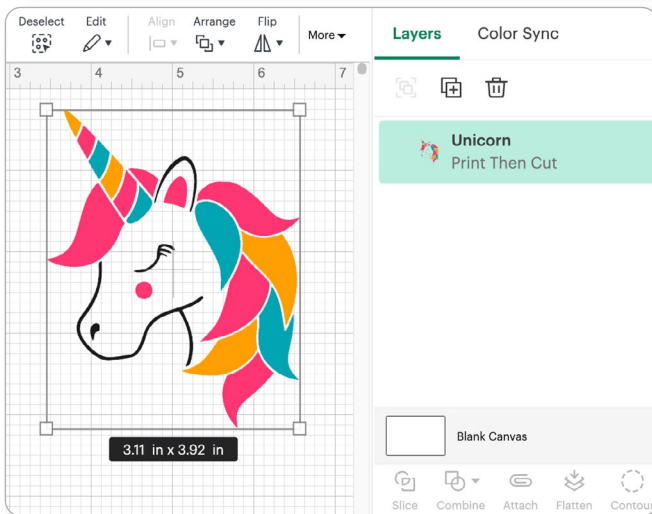 Deselect Edit Align Arrange Flip More
Layers Color Sync
3 4 5 6 7
Unicorn
Print Then Cut
3.11 in x 3.92 in
Blank Canvas
Slice Combine Attach Flatten Contour